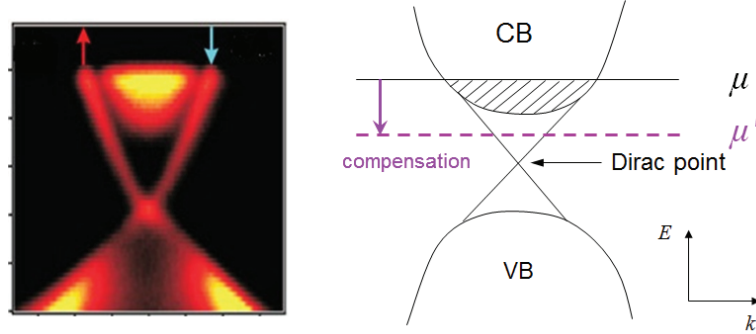 CB
μ
μ'
compensation
Dirac point
E
VB
k